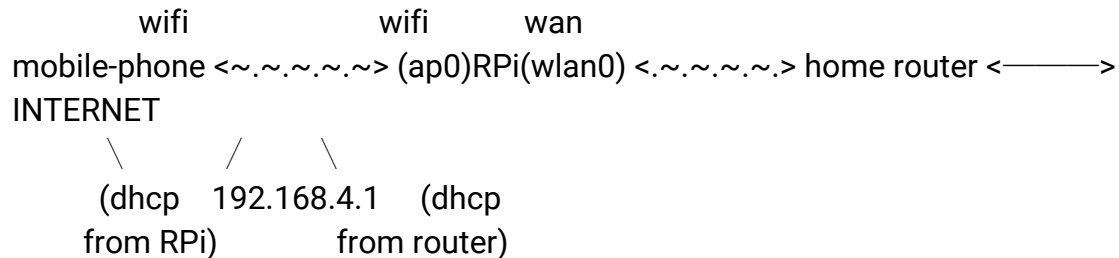 wifi wifi wan
mobile-phone <~.~.~.~.~> (ap0)RPi(wlan0) <.~.~.~.~.> home router <————>
INTERNET
\ / \
(dhcp 192.168.4.1 (dhcp
from RPi) from router)